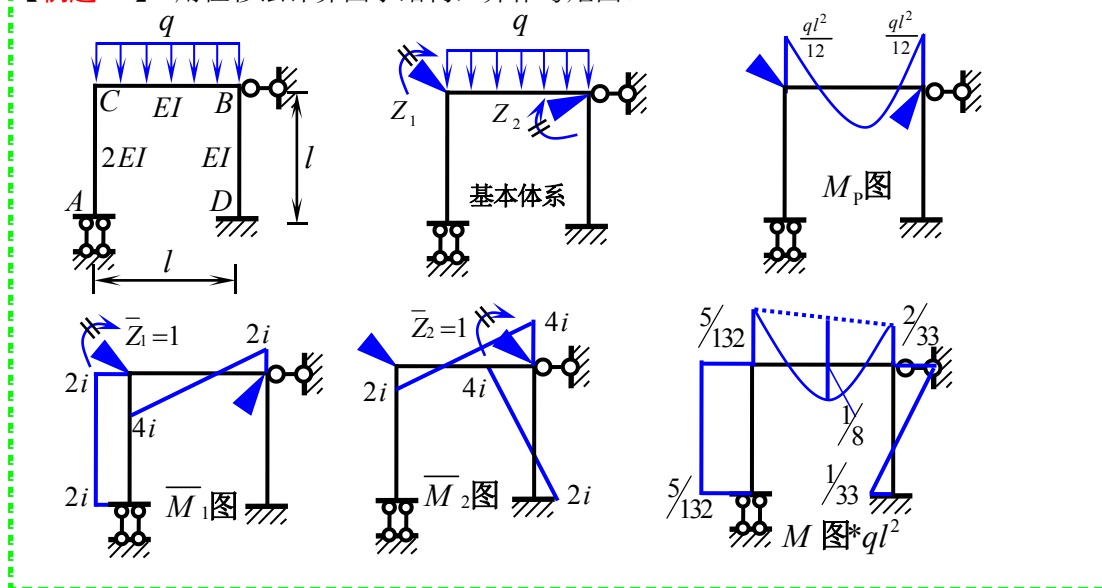 q
C
EI
B
2EI
EI
l
A
D
l
q
Z₁
Z₂
基本体系
ql²/12
ql²/12
M_P图
Z̅₁=1
2i
2i
4i
2i
M̅₁图
Z̅₂=1
4i
2i
4i
2i
M̅₂图
5/132
2/33
1/8
5/132
1/33
M 图*ql²